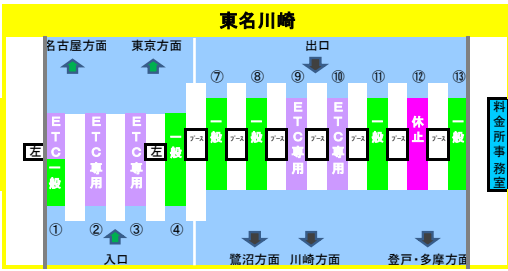 東名川崎
名古屋方面 東京方面 出口
⑦ ⑧ ⑨ ⑩ ⑪ ⑫ ⑬
ETC一般
ETC専用
ETC専用
一般
一般
一般
ETC専用
ETC専用
一般
休止
一般
左 左
ブース ブース ブース ブース ブース ブース ブース
料金所事務室
① ② ③ ④
入口 鷺沼方面 川崎方面 登戸・多摩方面